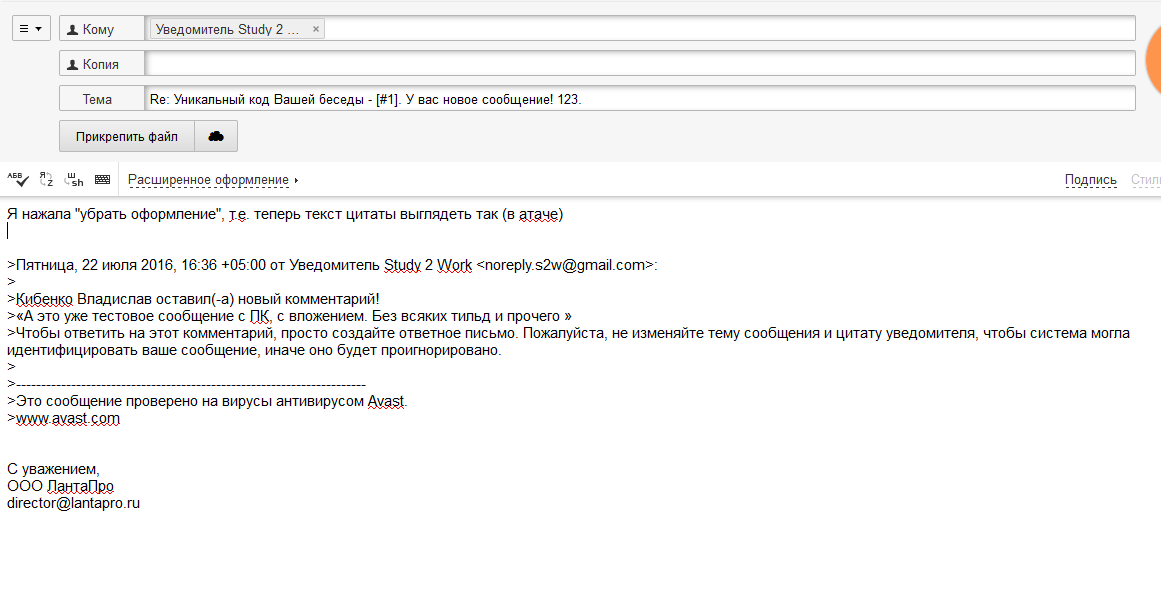 Кому
Уведомитель Study 2 ... ×
Копия
Тема
Re: Уникальный код Вашей беседы - [#1]. У вас новое сообщение! 123.
Прикрепить файл
АБВ
Я Z
Ш sh
Расширенное оформление
Подпись
Стил
Я нажала "убрать оформление", т.е. теперь текст цитаты выглядеть так (в атаче)
>Пятница, 22 июля 2016, 16:36 +05:00 от Уведомитель Study 2 Work <noreply.s2w@gmail.com>:
>
>Кибенко Владислав оставил(-а) новый комментарий!
>«А это уже тестовое сообщение с ПК, с вложением. Без всяких тильд и прочего »
>Чтобы ответить на этот комментарий, просто создайте ответное письмо. Пожалуйста, не изменяйте тему сообщения и цитату уведомителя, чтобы система могла
идентифицировать ваше сообщение, иначе оно будет проигнорировано.
>
>----------------------------------------------------------------------
>Это сообщение проверено на вирусы антивирусом Avast.
>www.avast.com
С уважением,
ООО ЛантаПро
director@lantapro.ru